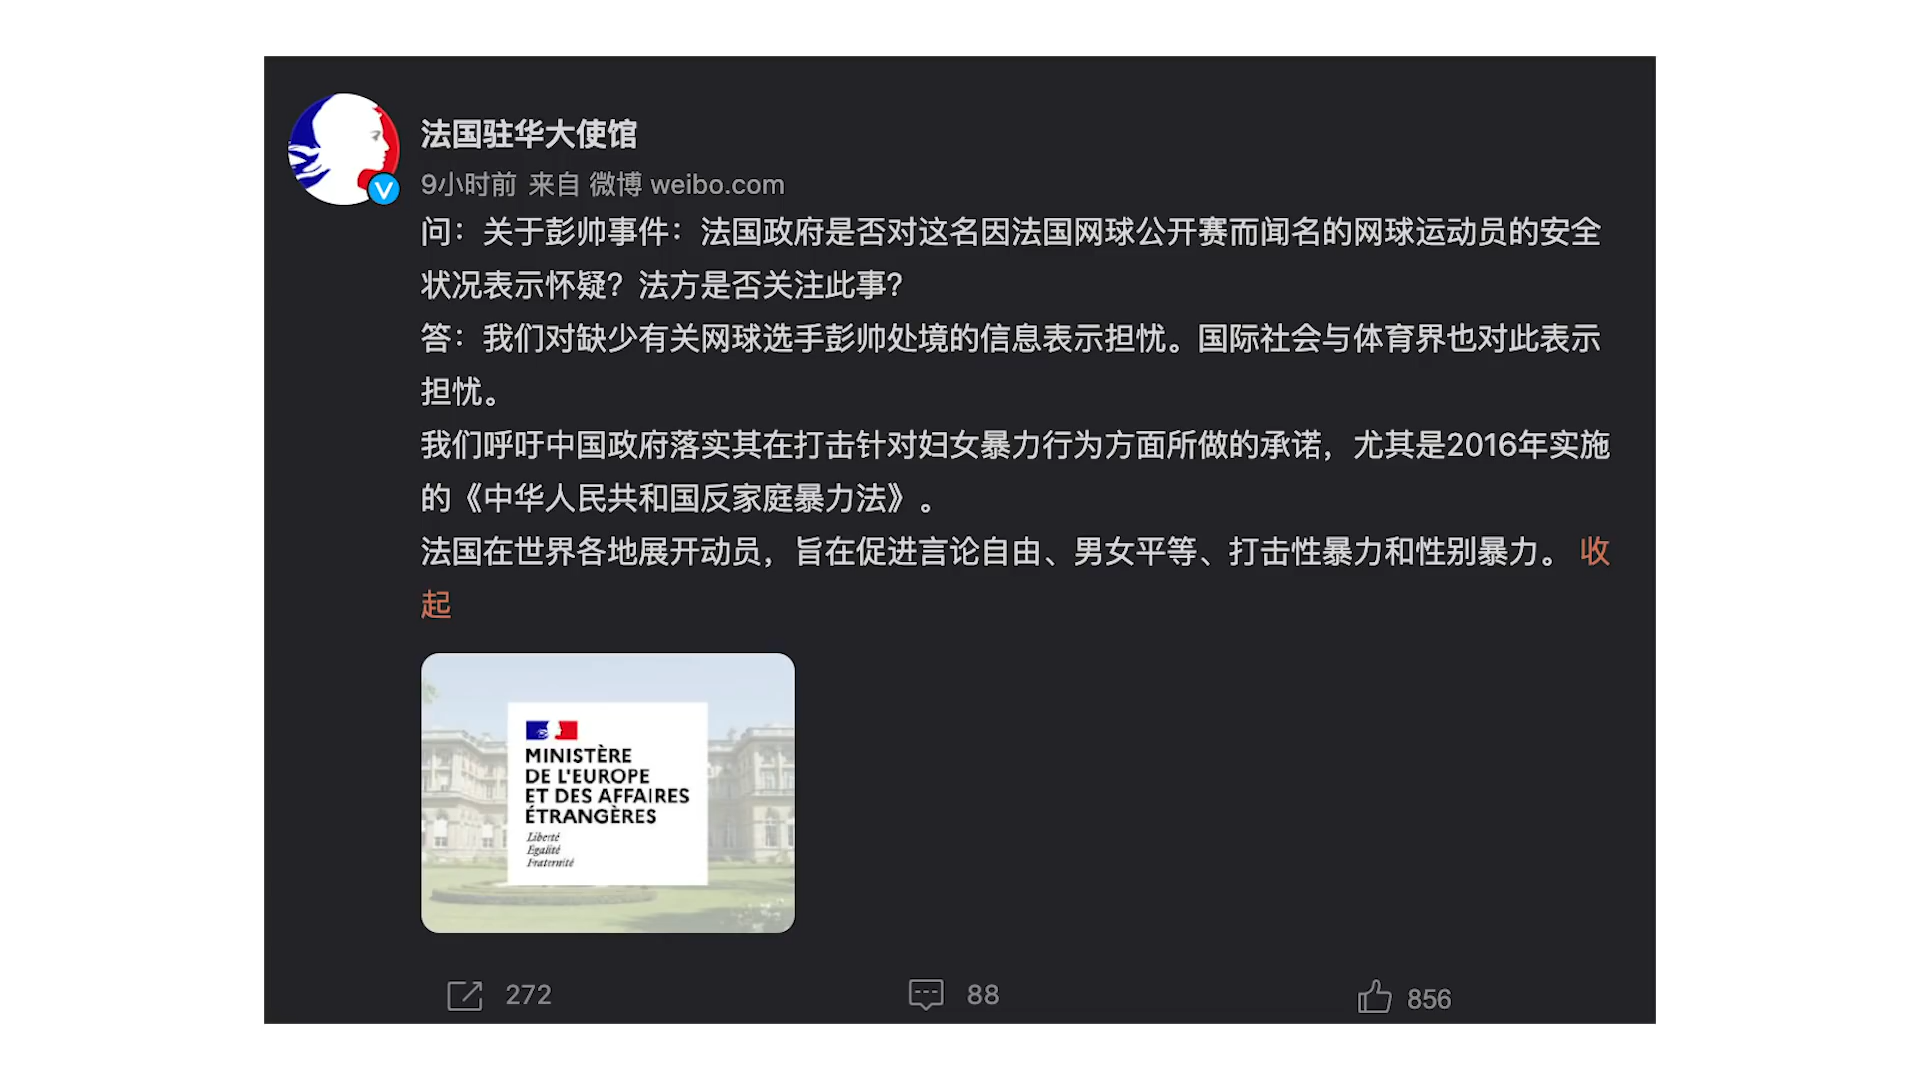 法国驻华大使馆
9小时前 来自 微博 weibo.com
问：关于彭帅事件：法国政府是否对这名因法国网球公开赛而闻名的网球运动员的安全
状况表示怀疑？法方是否关注此事？
答：我们对缺少有关网球选手彭帅处境的信息表示担忧。国际社会与体育界也对此表示
担忧。
我们呼吁中国政府落实其在打击针对妇女暴力行为方面所做的承诺，尤其是2016年实施
的《中华人民共和国反家庭暴力法》。
法国在世界各地展开动员，旨在促进言论自由、男女平等、打击性暴力和性别暴力。 收
起
MINISTÈRE
DE L'EUROPE
ET DES AFFAIRES
ÉTRANGÈRES
Liberté
Égalité
Fraternité
272
88
856